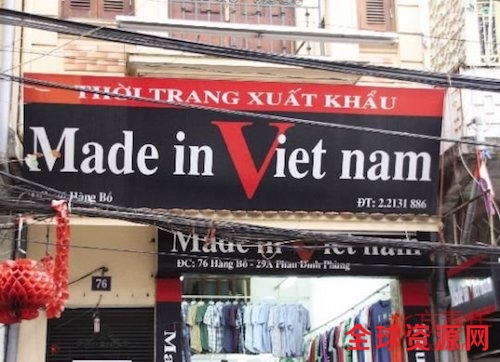 THỜI TRANG XUẤT KHẨU
Made in Viet nam
Hàng Bồ
ĐT: 2.2131 886
Made in Viet nam
ĐC: 76 Hàng Bồ - 29A Phan Đình Phùng
76
Made
全球资源网